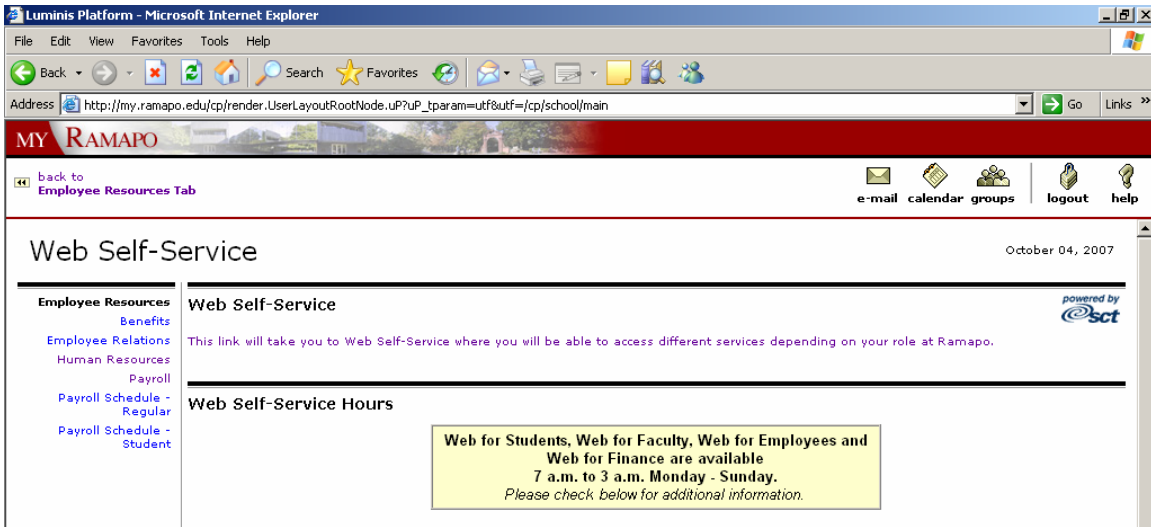 Luminis Platform - Microsoft Internet Explorer
File Edit View Favorites Tools Help
Back Search Favorites
Address http://my.ramapo.edu/cp/render.UserLayoutRootNode.uP?uP_tparam=utf&utf=/cp/school/main Go Links »
MY RAMAPO
back to
Employee Resources Tab
e-mail calendar groups logout help
Web Self-Service
October 04, 2007
Employee Resources
Benefits
Employee Relations
Human Resources
Payroll
Payroll Schedule -
Regular
Payroll Schedule -
Student
Web Self-Service
powered by
sct
This link will take you to Web Self-Service where you will be able to access different services depending on your role at Ramapo.
Web Self-Service Hours
Web for Students, Web for Faculty, Web for Employees and
Web for Finance are available
7 a.m. to 3 a.m. Monday - Sunday.
Please check below for additional information.